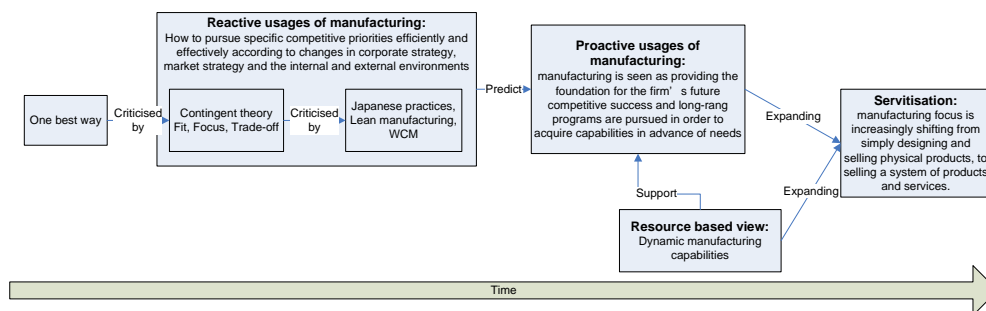 Reactive usages of manufacturing:
How to pursue specific competitive priorities efficiently and
effectively according to changes in corporate strategy,
market strategy and the internal and external environments
One best way
Criticised
by
Contingent theory
Fit, Focus, Trade-off
Criticised
by
Japanese practices,
Lean manufacturing,
WCM
Predict
Proactive usages of
manufacturing:
manufacturing is seen as providing the
foundation for the firm’ s future
competitive success and long-rang
programs are pursued in order to
acquire capabilities in advance of needs
Expanding
Servitisation:
manufacturing focus is
increasingly shifting from
simply designing and
selling physical products, to
selling a system of products
and services.
Support
Expanding
Resource based view:
Dynamic manufacturing
capabilities
Time